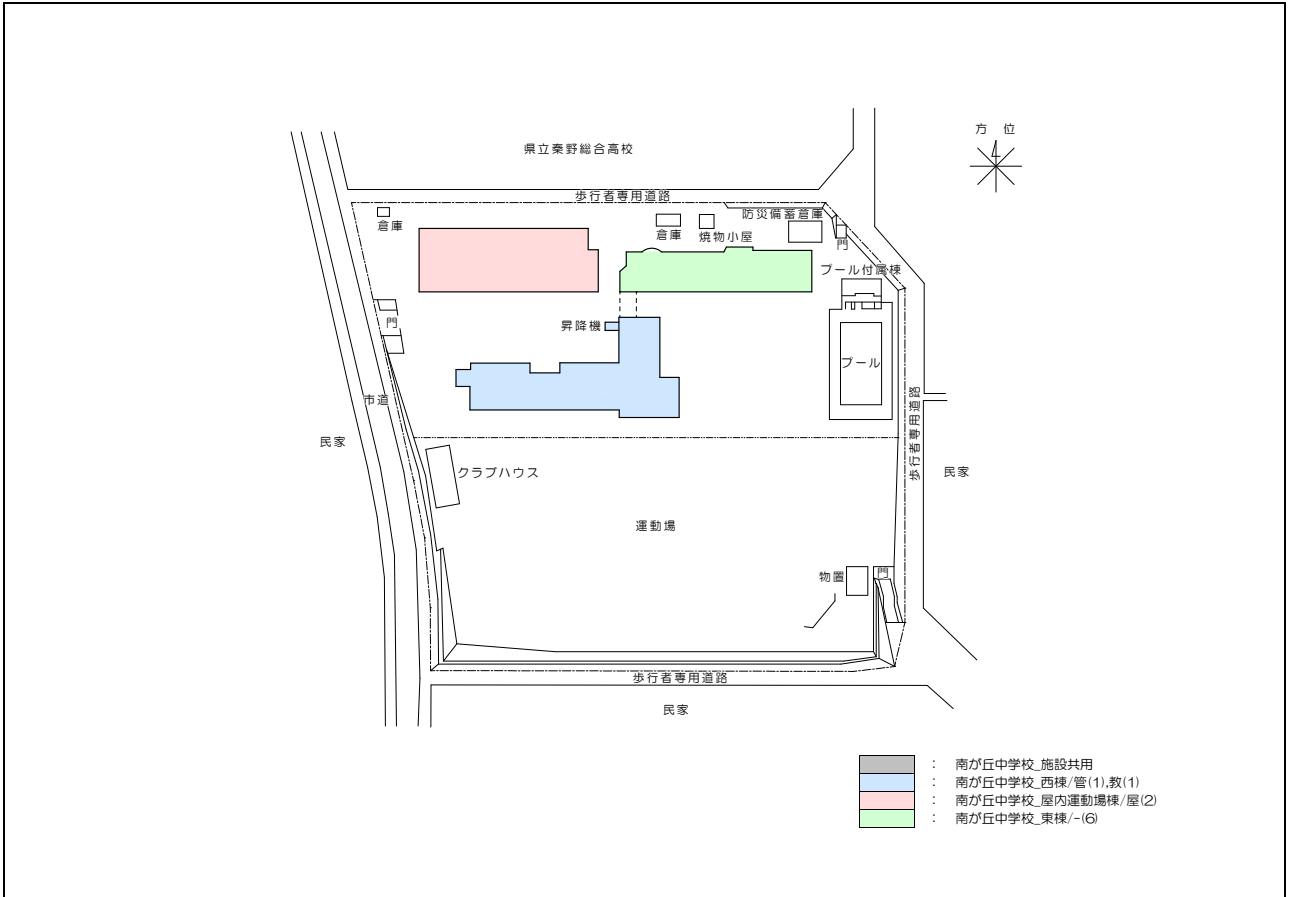 方 位
県立秦野総合高校
歩行者専用道路
防災備蓄倉庫
倉庫
倉庫
焼物小屋
門
プール付属棟
門
昇降機
プール
市道
歩行者専用道路
民家
クラブハウス
民家
運動場
物置
門
歩行者専用道路
民家
： 南が丘中学校_施設共用
： 南が丘中学校_西棟/管(1),教(1)
： 南が丘中学校_屋内運動場棟/屋(2)
： 南が丘中学校_東棟/-(6)